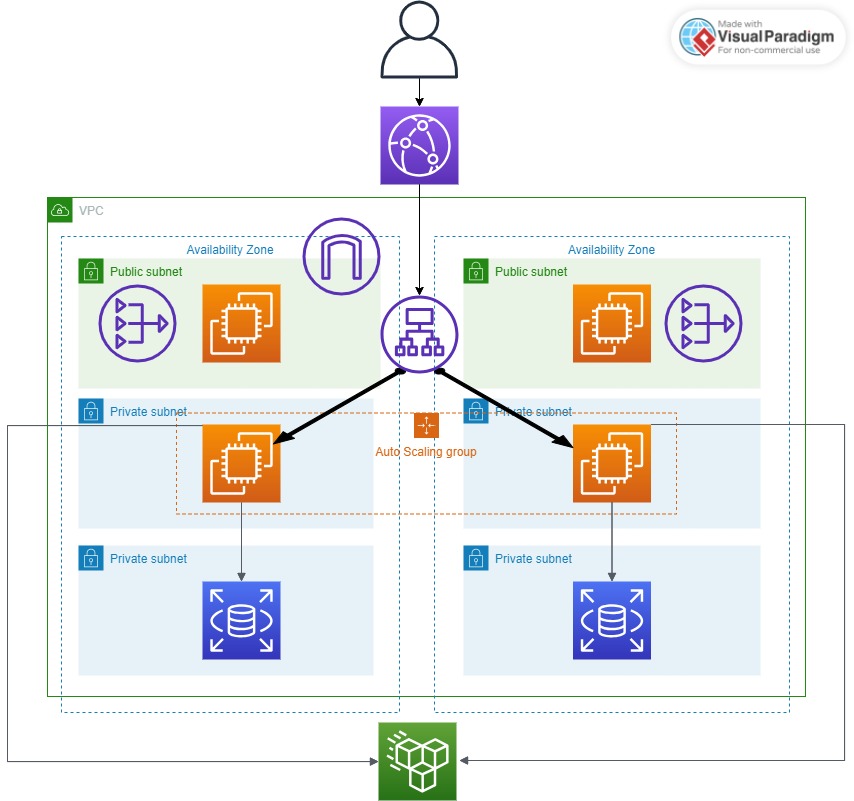 Made with
Visual Paradigm
For non-commercial use
VPC
Availability Zone
Availability Zone
Public subnet
Public subnet
Private subnet
Private subnet
Auto Scaling group
Private subnet
Private subnet